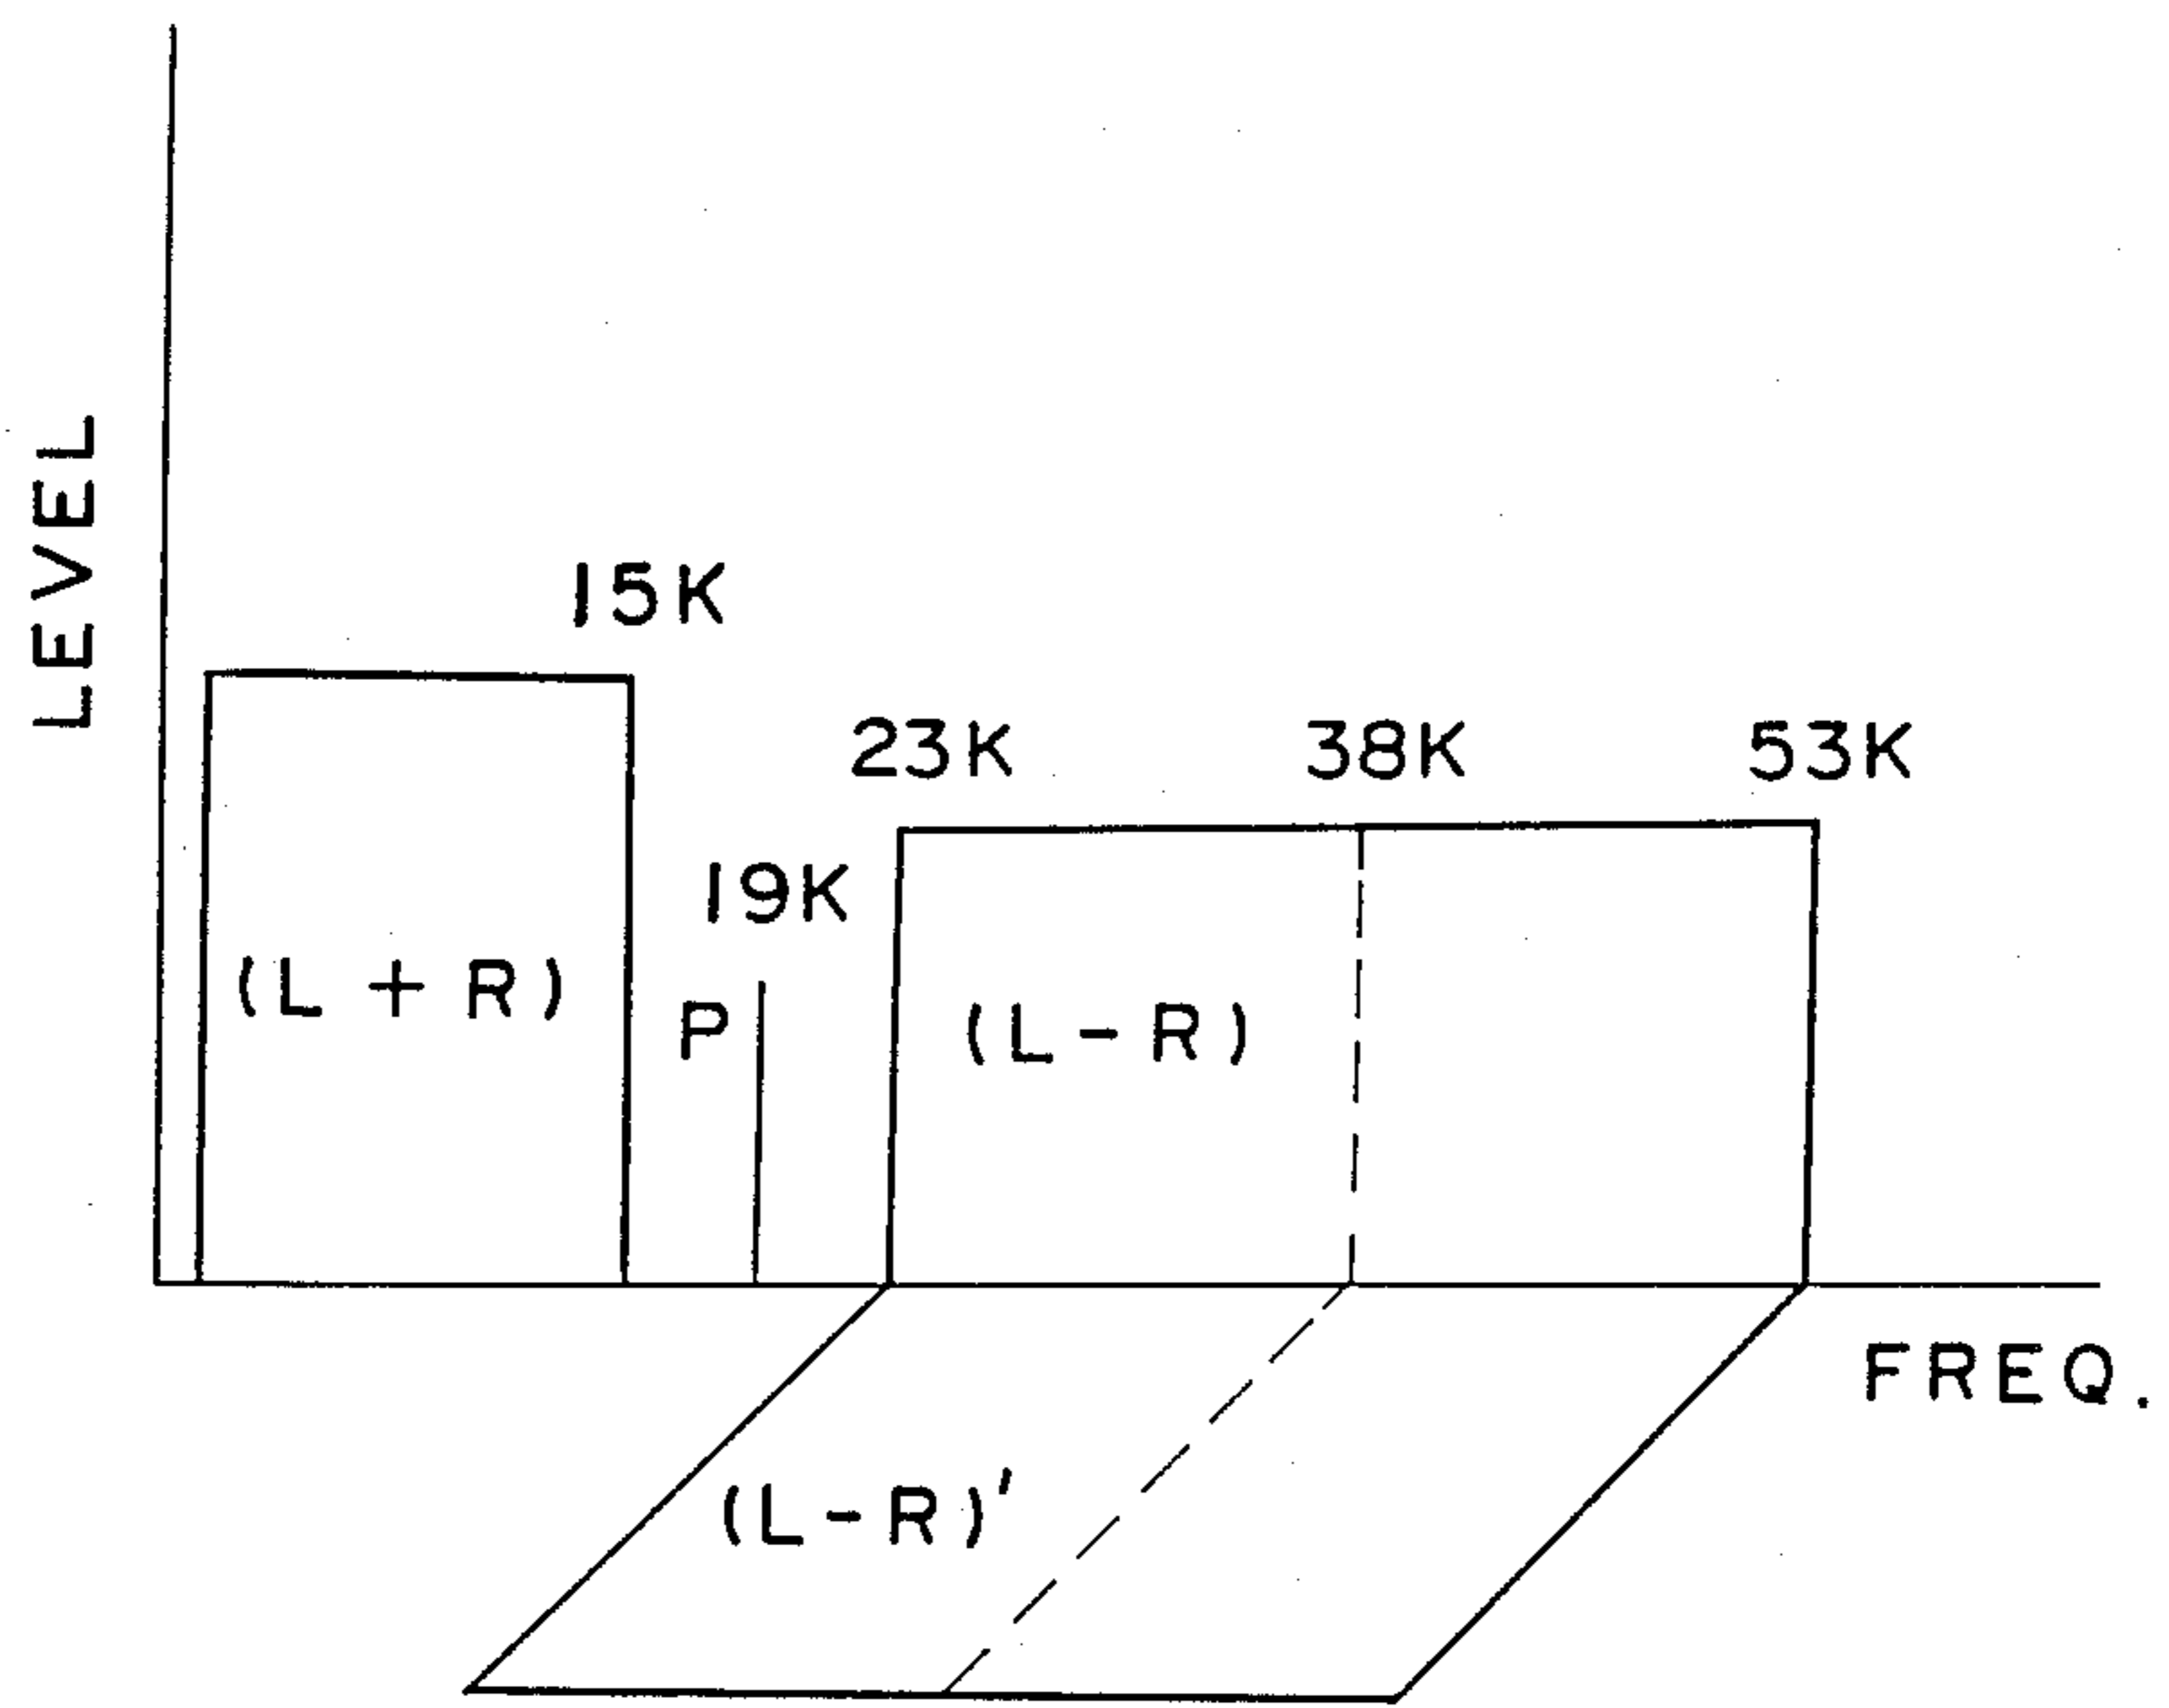 LEVEL
15K
23K 38K 53K
19K
(L + R)
P
(L - R)
FREQ.
(L - R)'